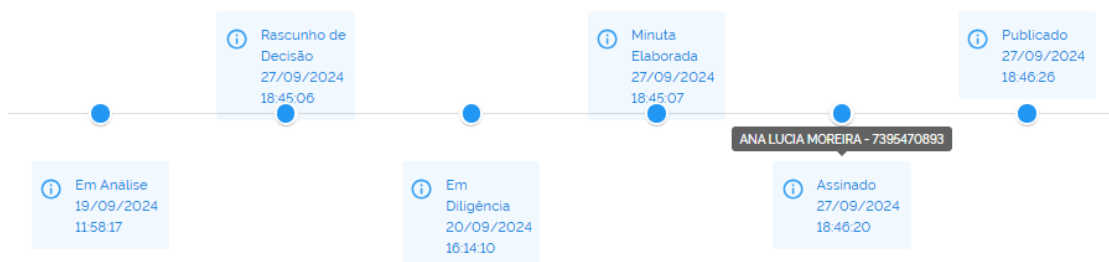 Rascunho de
Decisão
27/09/2024
18:45:06
Minuta
Elaborada
27/09/2024
18:45:07
Publicado
27/09/2024
18:46:26
ANA LUCIA MOREIRA - 7395470893
Em Análise
19/09/2024
11:58:17
Em
Diligência
20/09/2024
16:14:10
Assinado
27/09/2024
18:46:20